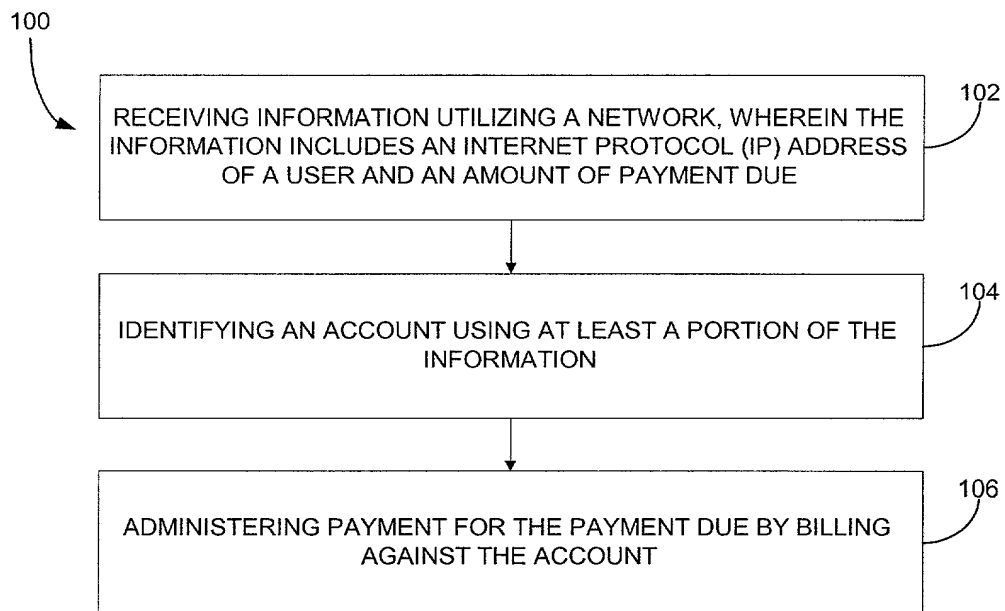 100
RECEIVING INFORMATION UTILIZING A NETWORK, WHEREIN THE
INFORMATION INCLUDES AN INTERNET PROTOCOL (IP) ADDRESS
OF A USER AND AN AMOUNT OF PAYMENT DUE
102
IDENTIFYING AN ACCOUNT USING AT LEAST A PORTION OF THE
INFORMATION
104
ADMINISTERING PAYMENT FOR THE PAYMENT DUE BY BILLING
AGAINST THE ACCOUNT
106